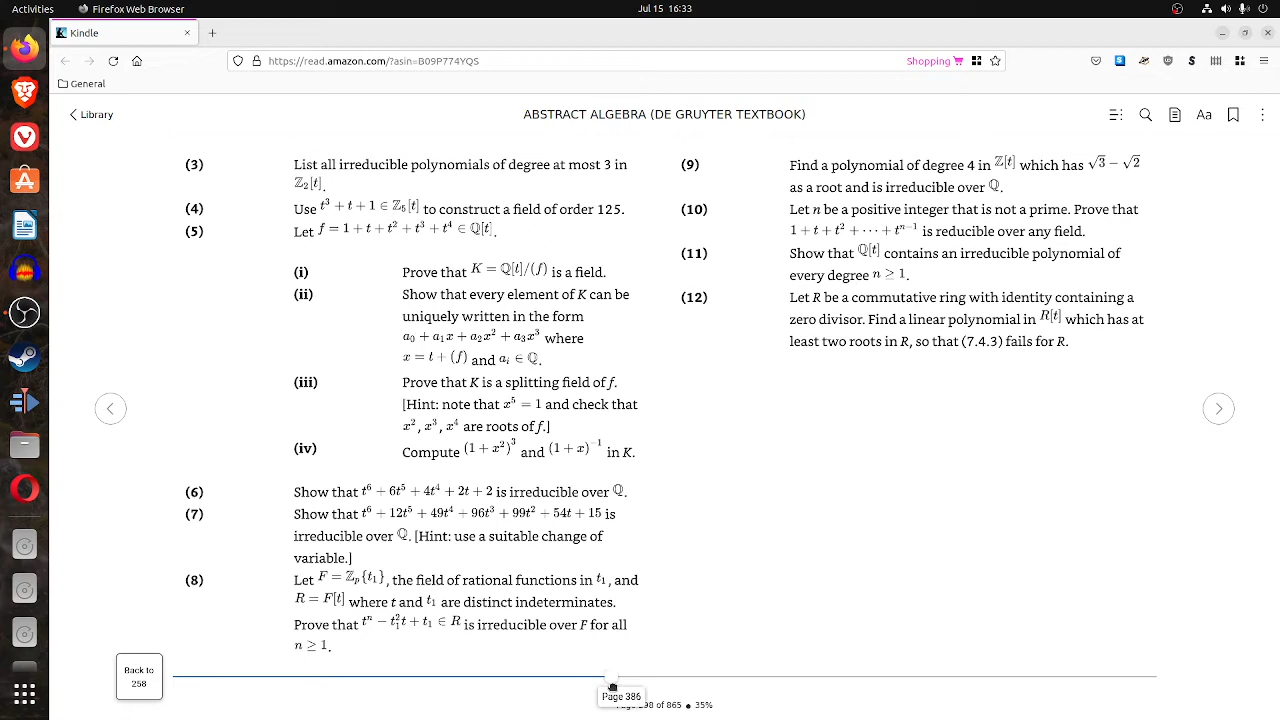 Activities Firefox Web Browser Jul 15 16:33
Kindle
https://read.amazon.com/?asin=B09P774YQS Shopping
General
Library ABSTRACT ALGEBRA (DE GRUYTER TEXTBOOK) Aa
(3) List all irreducible polynomials of degree at most 3 in
ℤ₂[t].
(4) Use t³ + t + 1 ∈ ℤ₅[t] to construct a field of order 125.
(5) Let f = 1 + t + t² + t³ + t⁴ ∈ ℚ[t].
(i) Prove that K = ℚ[t]/(f) is a field.
(ii) Show that every element of K can be
uniquely written in the form
a₀ + a₁x + a₂x² + a₃x³ where
x = t + (f) and aᵢ ∈ ℚ.
(iii) Prove that K is a splitting field of f.
[Hint: note that x⁵ = 1 and check that
x², x³, x⁴ are roots of f.]
(iv) Compute (1 + x²)³ and (1 + x)⁻¹ in K.
(6) Show that t⁶ + 6t⁵ + 4t⁴ + 2t + 2 is irreducible over ℚ.
(7) Show that t⁶ + 12t⁵ + 49t⁴ + 96t³ + 99t² + 54t + 15 is
irreducible over ℚ. [Hint: use a suitable change of
variable.]
(8) Let F = ℤₚ{t₁}, the field of rational functions in t₁, and
R = F[t] where t and t₁ are distinct indeterminates.
Prove that tⁿ − t₁²t + t₁ ∈ R is irreducible over F for all
n ≥ 1.
(9) Find a polynomial of degree 4 in ℤ[t] which has √3 − √2
as a root and is irreducible over ℚ.
(10) Let n be a positive integer that is not a prime. Prove that
1 + t + t² + ⋯ + tⁿ⁻¹ is reducible over any field.
(11) Show that ℚ[t] contains an irreducible polynomial of
every degree n ≥ 1.
(12) Let R be a commutative ring with identity containing a
zero divisor. Find a linear polynomial in R[t] which has at
least two roots in R, so that (7.4.3) fails for R.
Back to
258
Page 386
298 of 865 • 35%